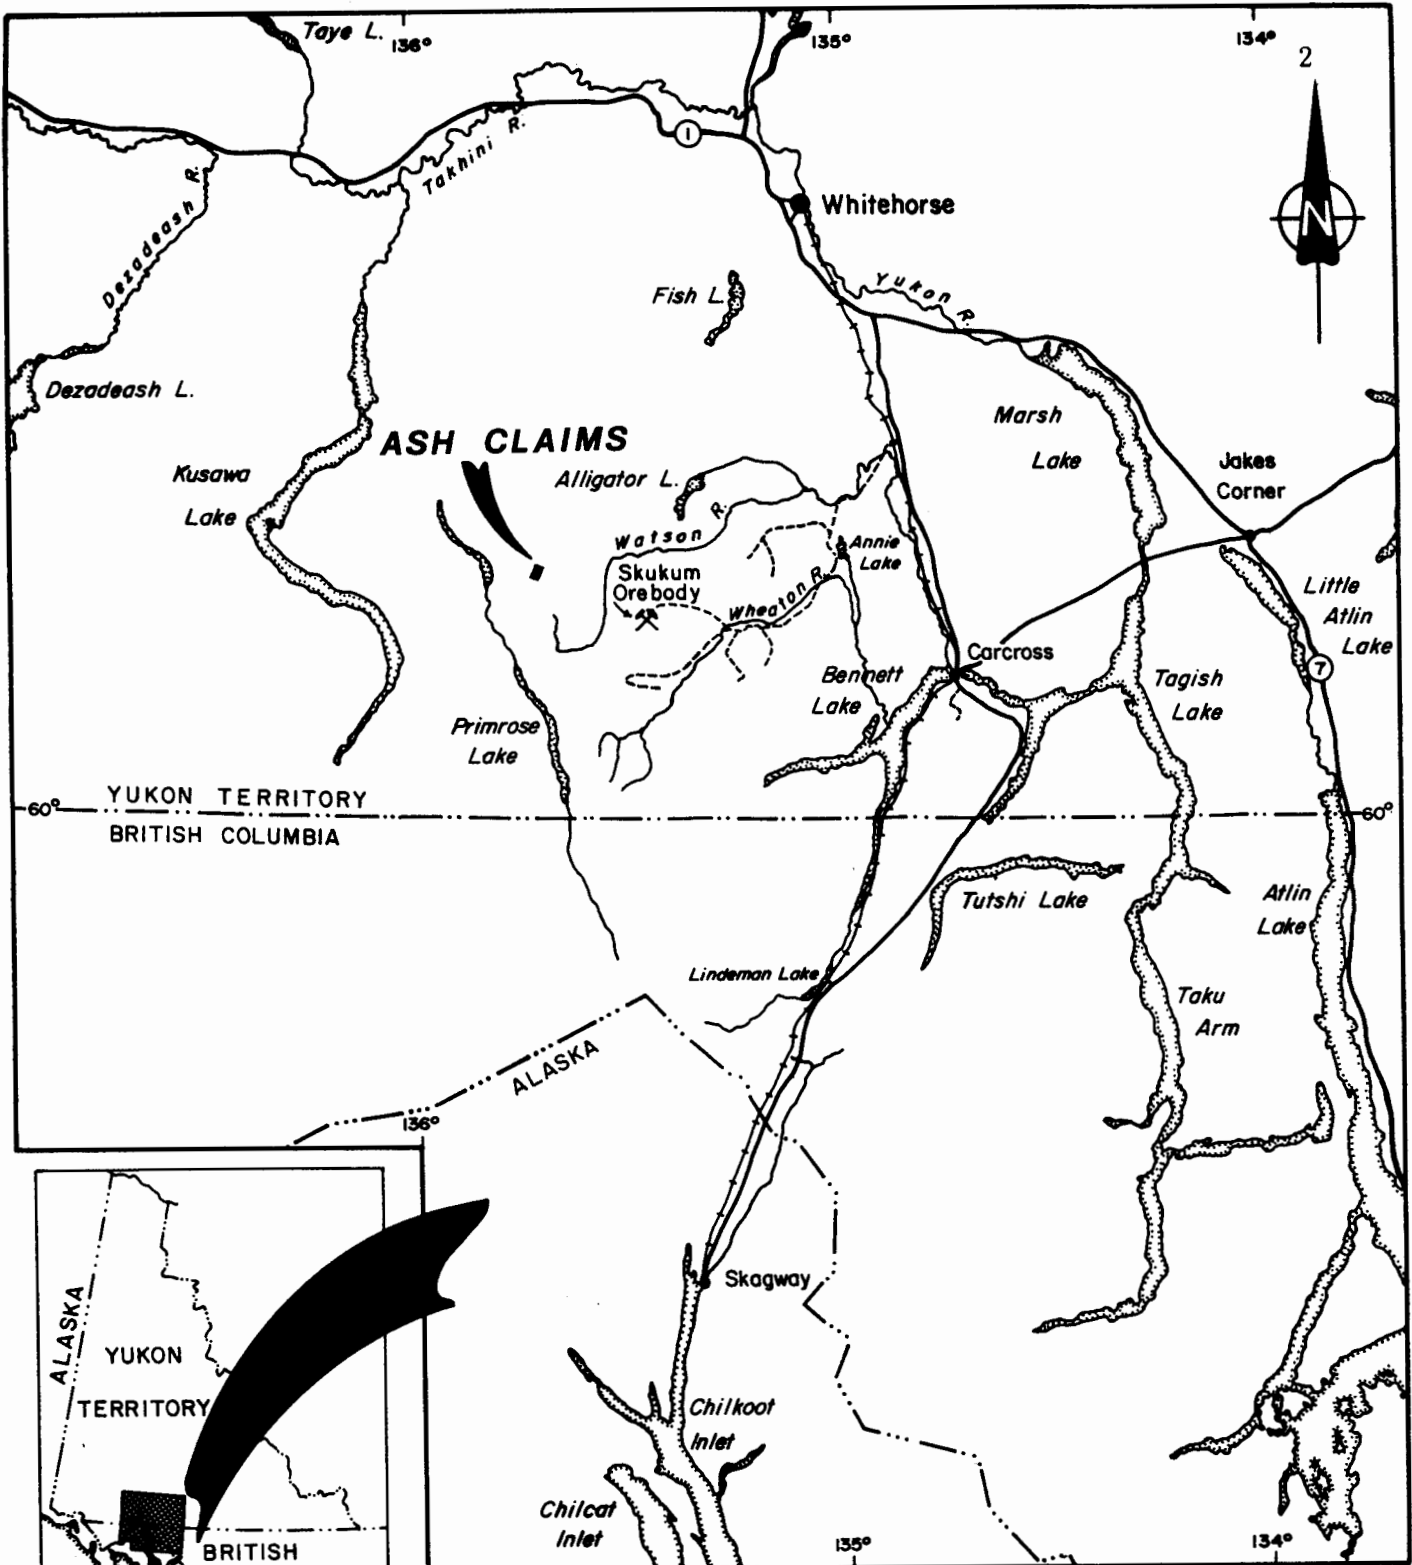 Taye L.
136°
135°
134°
2
N
1
Takhini R.
Dezadeash R.
Whitehorse
Yukon R.
Fish L.
Dezadeash L.
Marsh
Lake
ASH CLAIMS
Kusawa
Lake
Alligator L.
Jakes
Corner
Watson R.
Annie
Lake
Skukum
Orebody
Wheaton R.
Little
Atlin
Lake
Carcross
7
Bennett
Lake
Tagish
Lake
Primrose
Lake
YUKON TERRITORY
60°
60°
BRITISH COLUMBIA
Tutshi Lake
Atlin
Lake
Lindeman Lake
Taku
Arm
ALASKA
136°
Skagway
ALASKA
YUKON
TERRITORY
Chilkoot
Inlet
Chilcat
Inlet
BRITISH
135°
134°